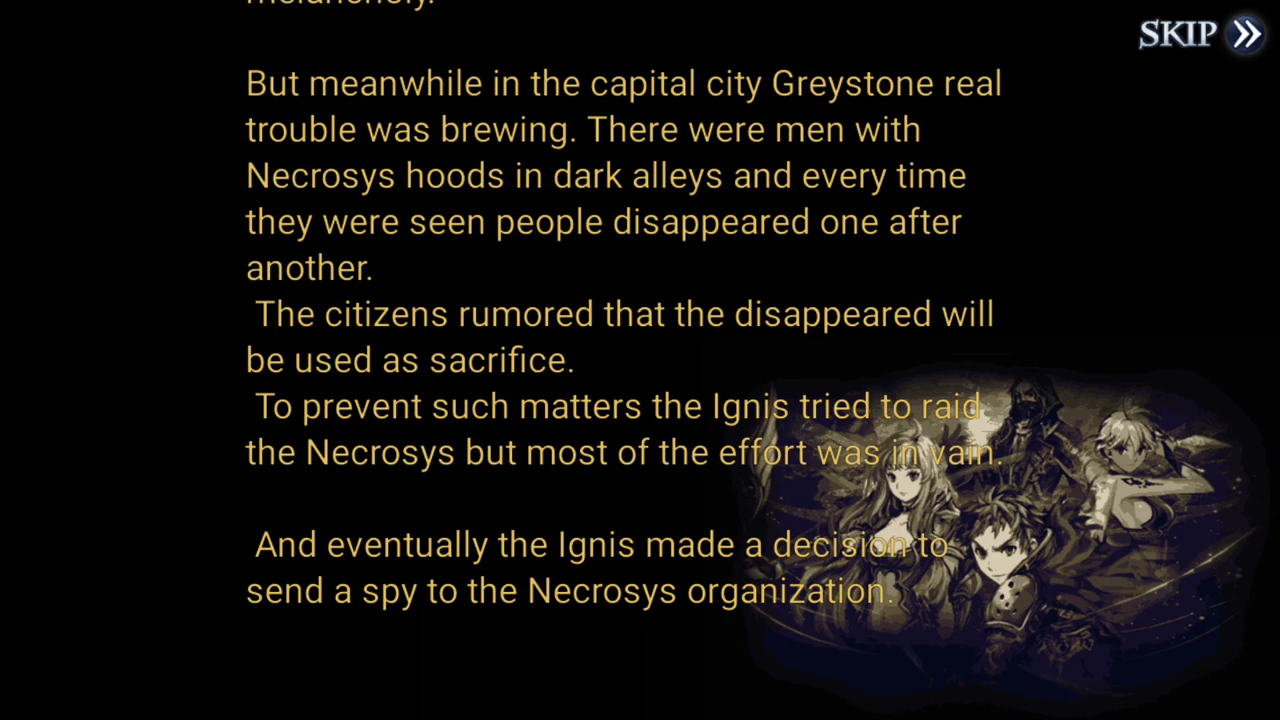 SKIP
But meanwhile in the capital city Greystone real
trouble was brewing. There were men with
Necrosys hoods in dark alleys and every time
they were seen people disappeared one after
another.
The citizens rumored that the disappeared will
be used as sacrifice.
To prevent such matters the Ignis tried to raid
the Necrosys but most of the effort was in vain.
And eventually the Ignis made a decision to
send a spy to the Necrosys organization.